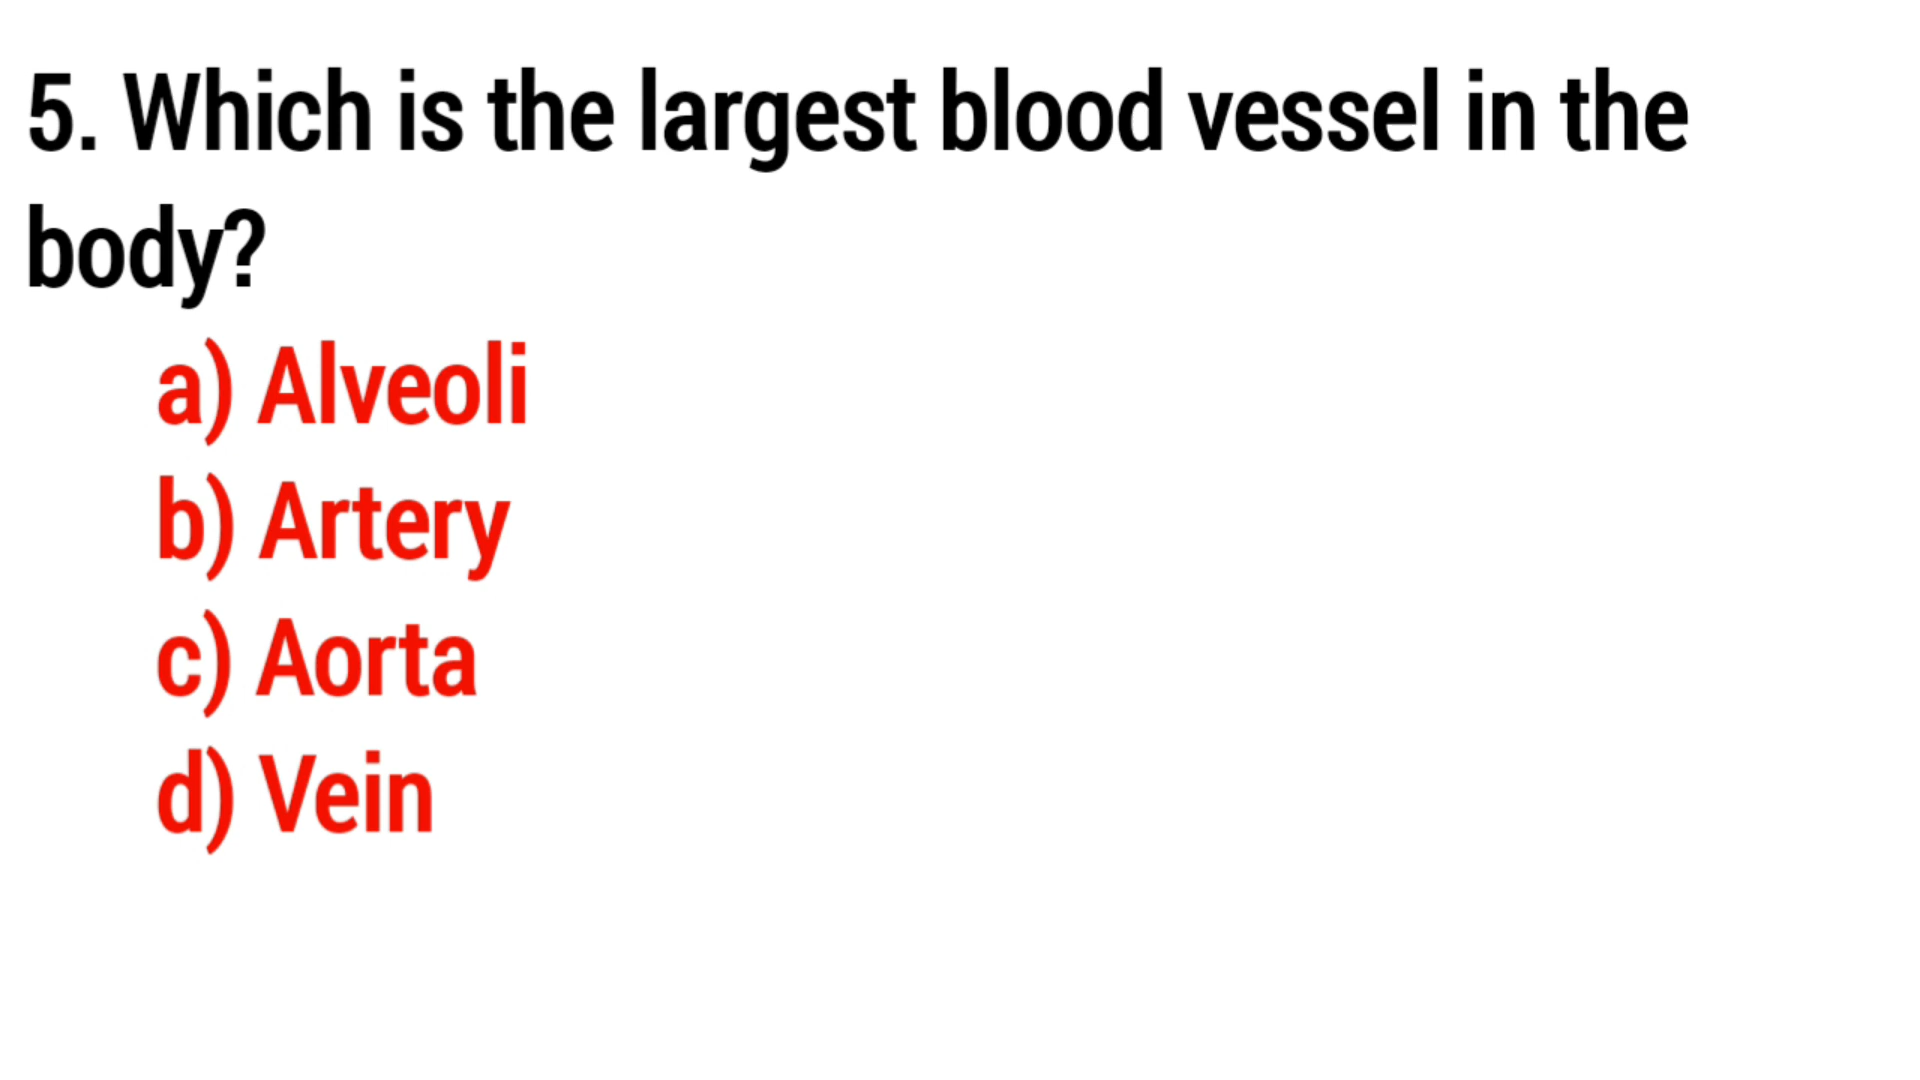 5. Which is the largest blood vessel in the
body?
a) Alveoli
b) Artery
c) Aorta
d) Vein